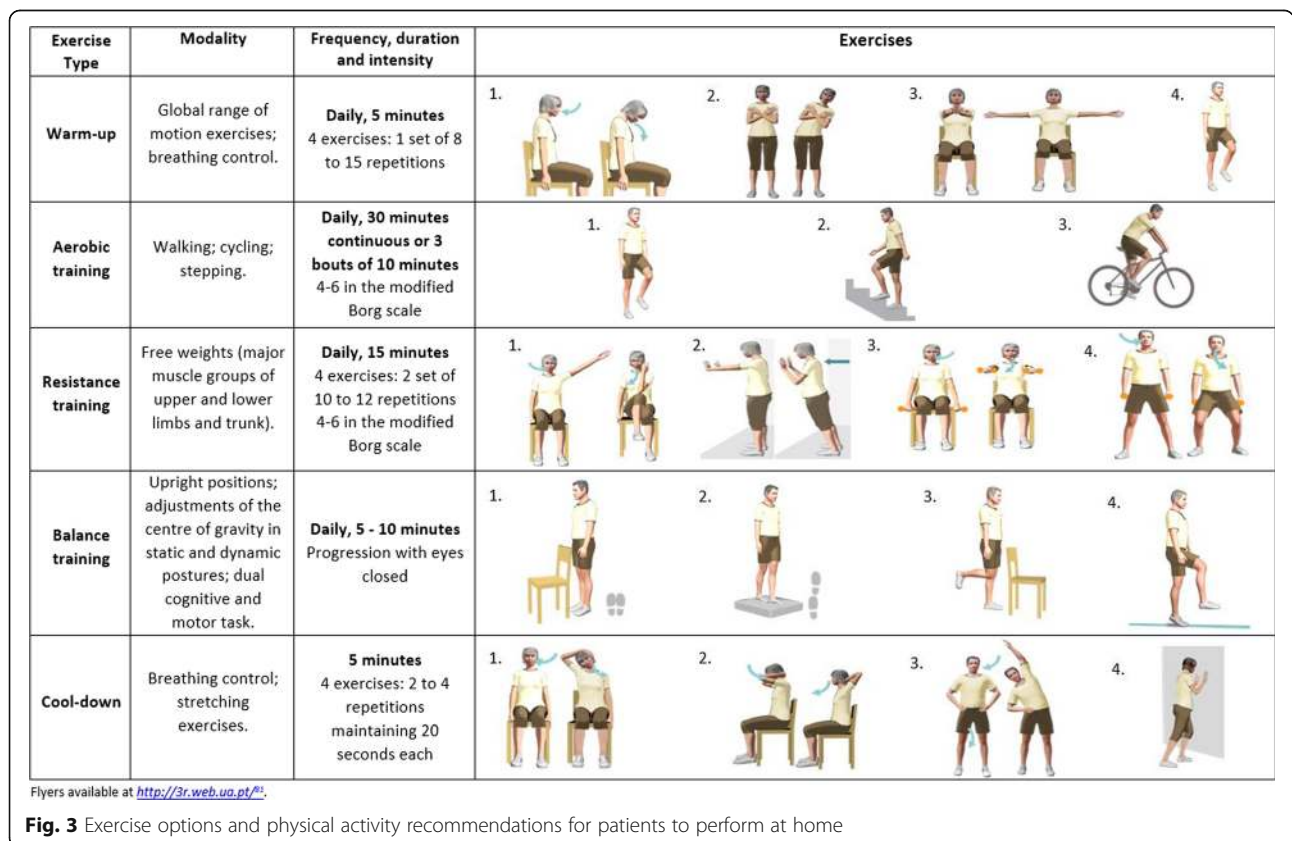 Exercise
Type
Modality
Frequency, duration
and intensity
Exercises
Warm-up
Global range of
motion exercises;
breathing control.
Daily, 5 minutes
4 exercises: 1 set of 8
to 15 repetitions
1.
2.
3.
4.
Aerobic
training
Walking; cycling;
stepping.
Daily, 30 minutes
continuous or 3
bouts of 10 minutes
4-6 in the modified
Borg scale
1.
2.
3.
Resistance
training
Free weights (major
muscle groups of
upper and lower
limbs and trunk).
Daily, 15 minutes
4 exercises: 2 set of
10 to 12 repetitions
4-6 in the modified
Borg scale
1.
2.
3.
4.
Balance
training
Upright positions;
adjustments of the
centre of gravity in
static and dynamic
postures; dual
cognitive and
motor task.
Daily, 5 - 10 minutes
Progression with eyes
closed
1.
2.
3.
4.
Cool-down
Breathing control;
stretching
exercises.
5 minutes
4 exercises: 2 to 4
repetitions
maintaining 20
seconds each
1.
2.
3.
4.
Flyers available at http://3r.web.ua.pt/
Fig. 3 Exercise options and physical activity recommendations for patients to perform at home